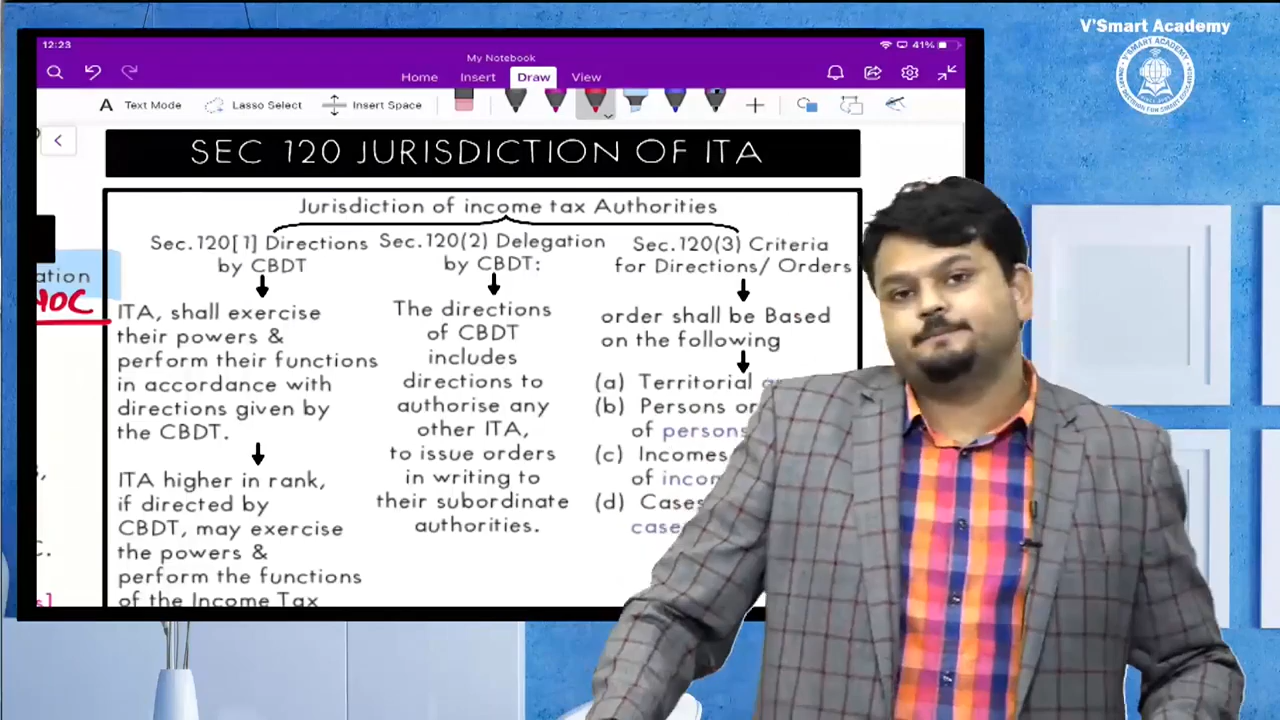 V'Smart Academy
12:23
41%
My Notebook
Home Insert Draw View
A Text Mode Lasso Select Insert Space
SEC 120 JURISDICTION OF ITA
Jurisdiction of income tax Authorities
Sec.120[1] Directions
by CBDT
ITA, shall exercise
their powers &
perform their functions
in accordance with
directions given by
the CBDT.
ITA higher in rank,
if directed by
CBDT, may exercise
the powers &
perform the functions
of the Income Tax
Sec.120(2) Delegation
by CBDT:
The directions
of CBDT
includes
directions to
authorise any
other ITA,
to issue orders
in writing to
their subordinate
authorities.
Sec.120(3) Criteria
for Directions/ Orders
order shall be Based
on the following
(a) Territorial
(b) Persons or
of persons
(c) Incomes
of
(d) Cases
ation